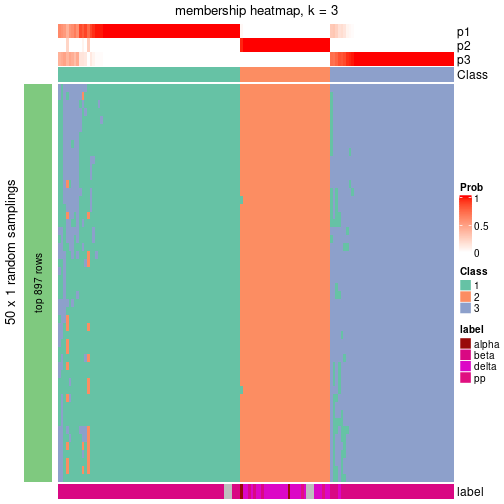 membership heatmap, k = 3
p1
p2
p3
Class
50 x 1 random samplings
top 897 rows
Prob
1
0.5
0
Class
1
2
3
label
alpha
beta
delta
pp
label